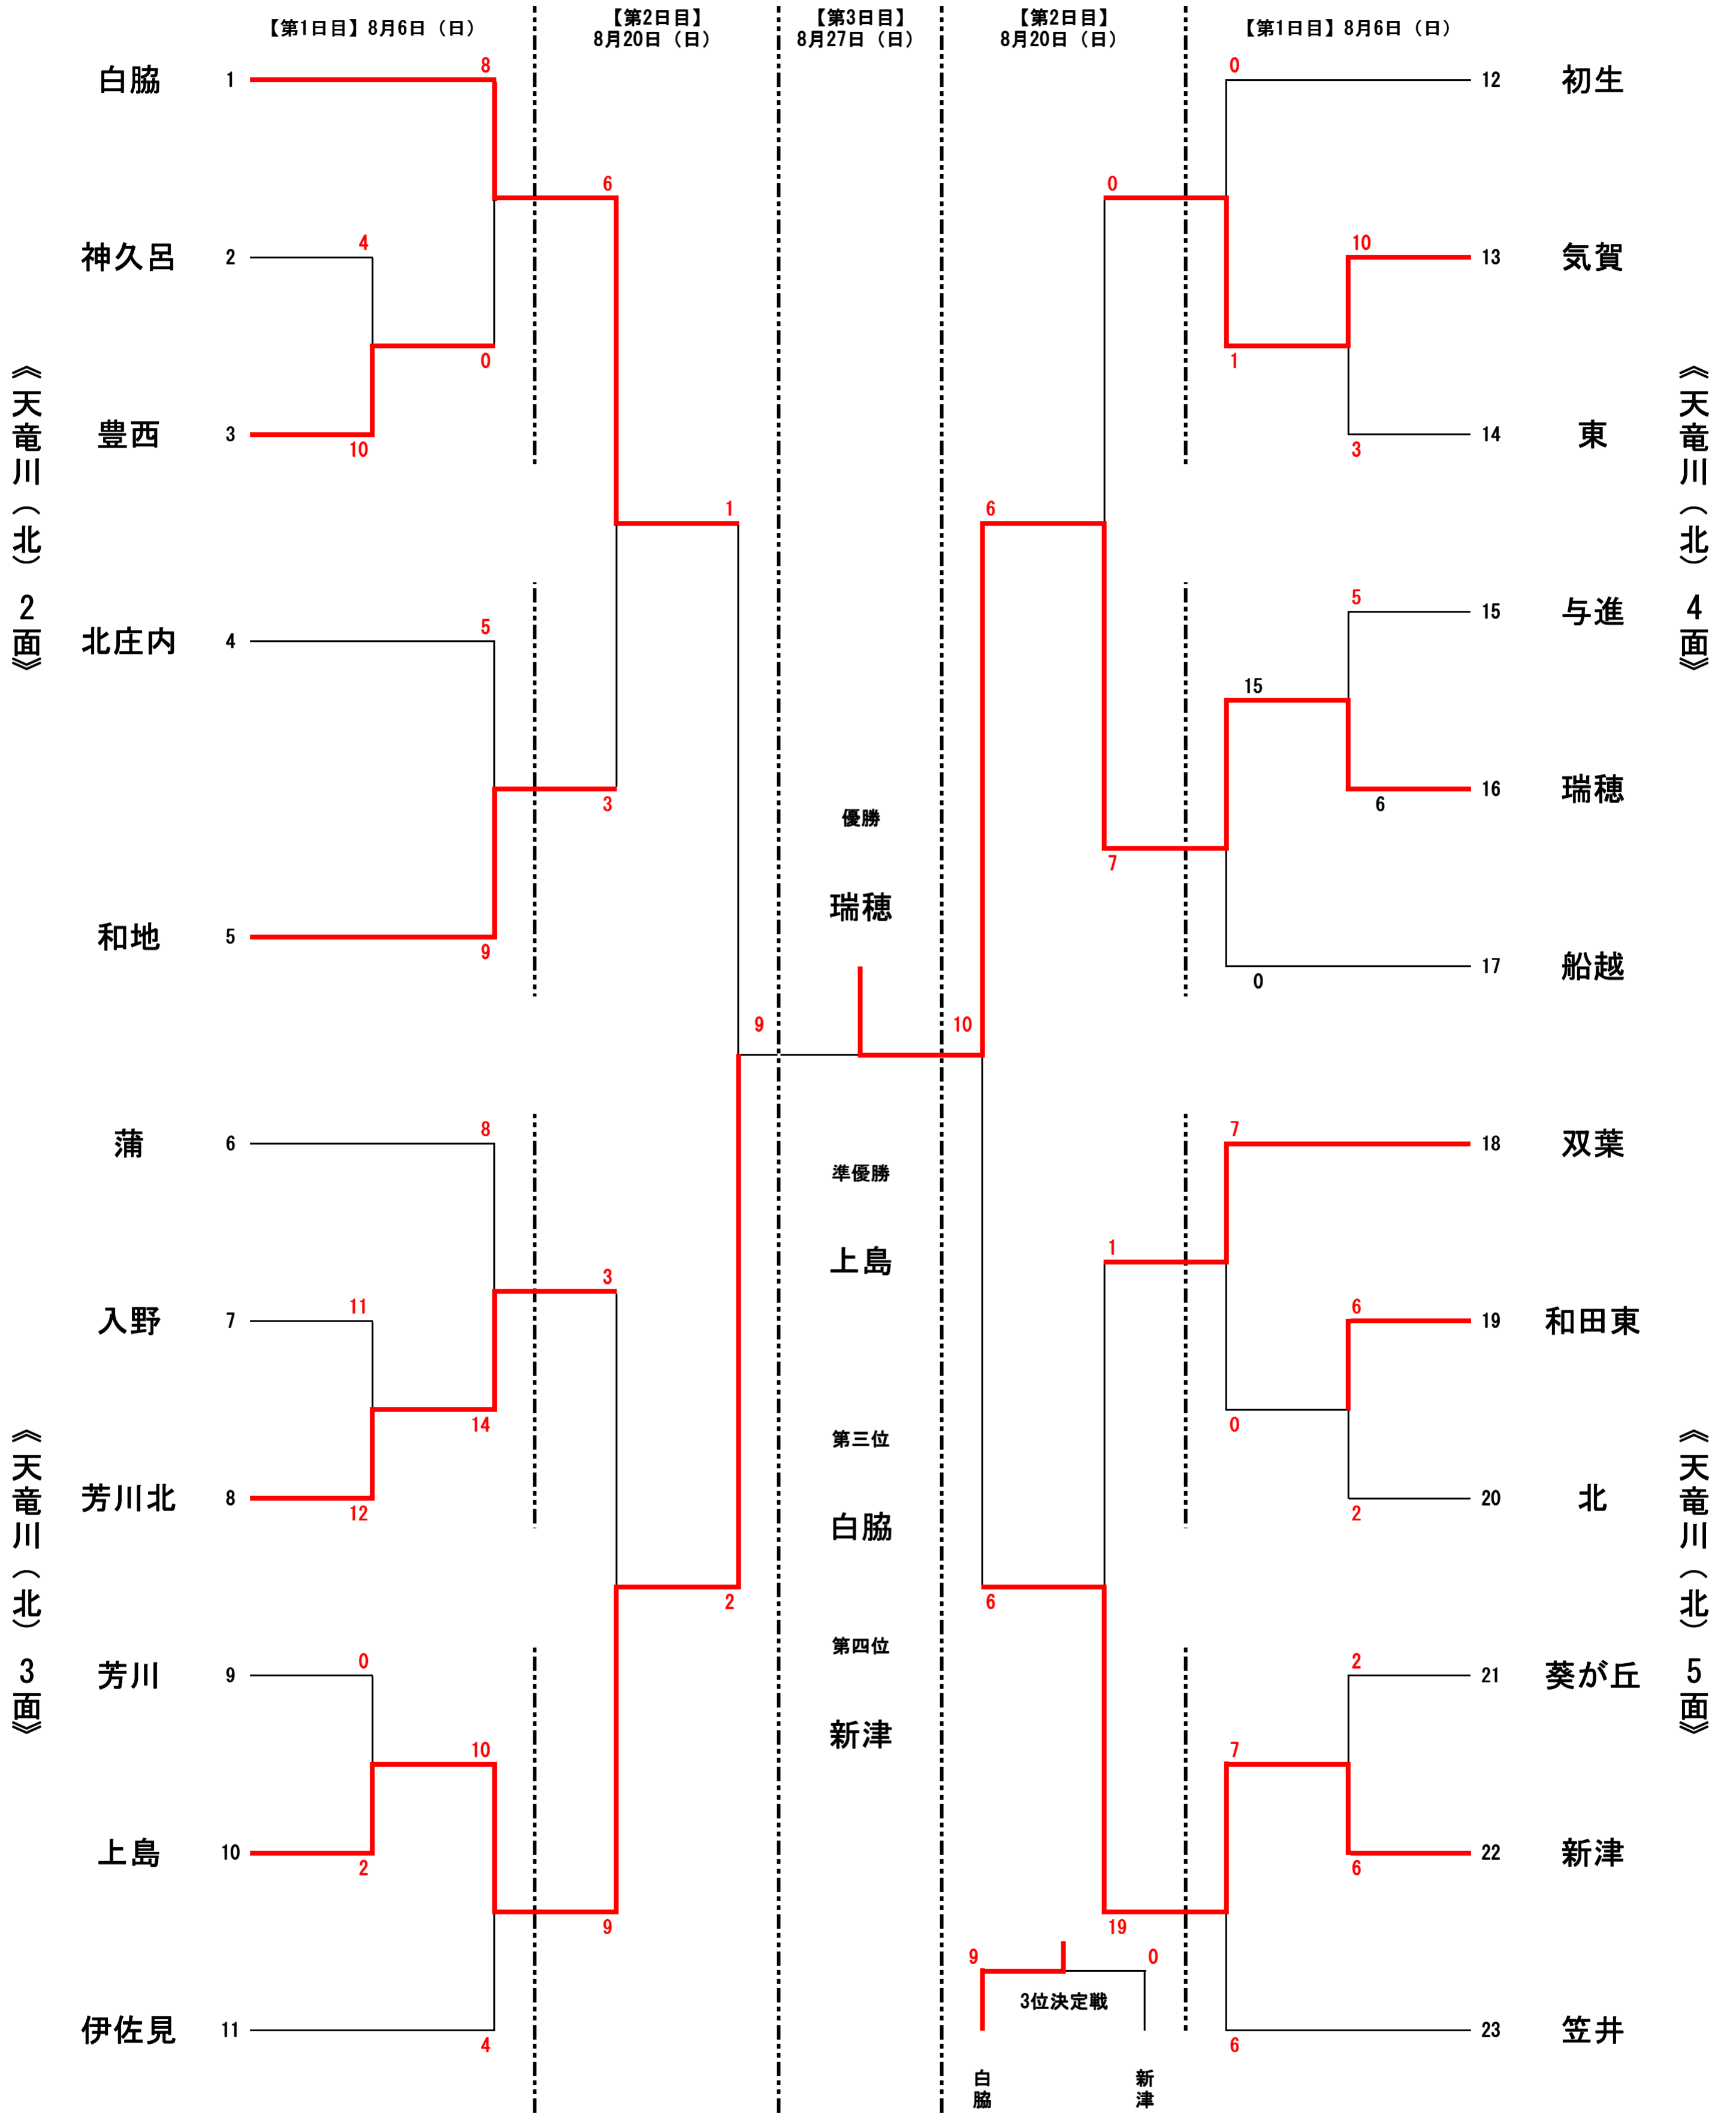 【第1日目】8月6日（日）
【第2日目】
8月20日（日）
【第3日目】
8月27日（日）
【第2日目】
8月20日（日）
【第1日目】8月6日（日）
《天竜川（北） 2面》
《天竜川（北） 3面》
白脇 1 8
6
神久呂 2 4
0
豊西 3 10
1
北庄内 4 5
3
和地 5 9
9
蒲 6 8
3
入野 7 11
14
芳川北 8 12
2
芳川 9 0
10
上島 10 2
9
伊佐見 11 4
優勝
瑞穂
準優勝
上島
第三位
白脇
第四位
新津
0 12 初生
0
10 13 気賀
1
3 14 東
6
5 15 与進
15
6 16 瑞穂
7
0 17 船越
10
7 18 双葉
1
6 19 和田東
0
2 20 北
6
2 21 葵が丘
7
6 22 新津
19
6 23 笠井
9 0
3位決定戦
白脇
新津
《天竜川（北） 4面》
《天竜川（北） 5面》